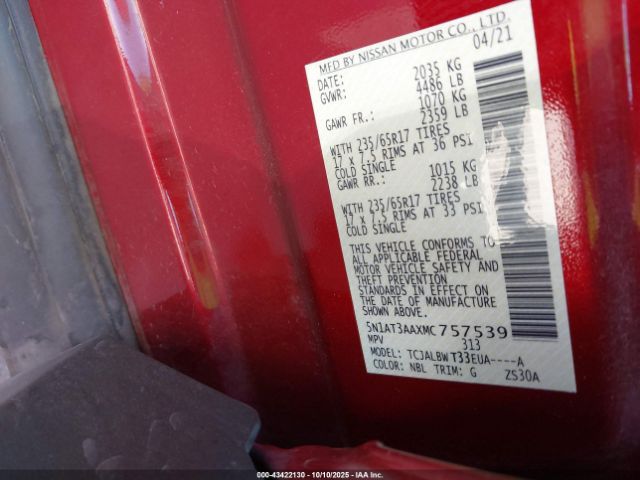 MFD BY NISSAN MOTOR CO., LTD.
DATE: 04/21
GVWR: 2035 KG
4486 LB
GAWR FR.: 1070 KG
2359 LB
WITH 235/65R17 TIRES
17 x 7.5 RIMS AT 36 PSI
COLD SINGLE
GAWR RR.: 1015 KG
2238 LB
WITH 235/65R17 TIRES
17 x 7.5 RIMS AT 33 PSI
COLD SINGLE
THIS VEHICLE CONFORMS TO
ALL APPLICABLE FEDERAL
MOTOR VEHICLE SAFETY AND
THEFT PREVENTION
STANDARDS IN EFFECT ON
THE DATE OF MANUFACTURE
SHOWN ABOVE.
5N1AT3AAXMC757539
MPV 313
MODEL: TCJALBWT33EUA----A
COLOR: NBL TRIM: G ZS30A
000-43422130 - 10/10/2025 - IAA Inc.